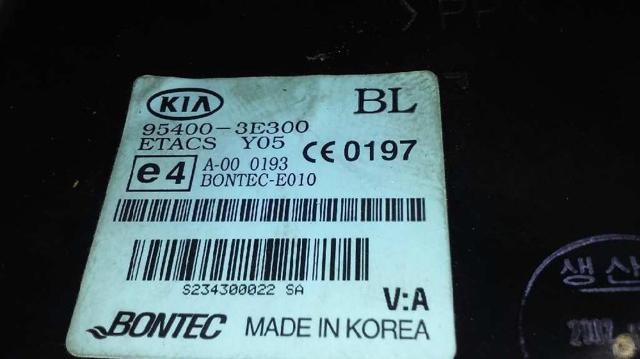 >PP
KIA BL
95400-3E300
ETACS Y05
e4 A-00 0193 CE 0197
BONTEC-E010
S234300022 SA
V:A
BONTEC MADE IN KOREA
생산